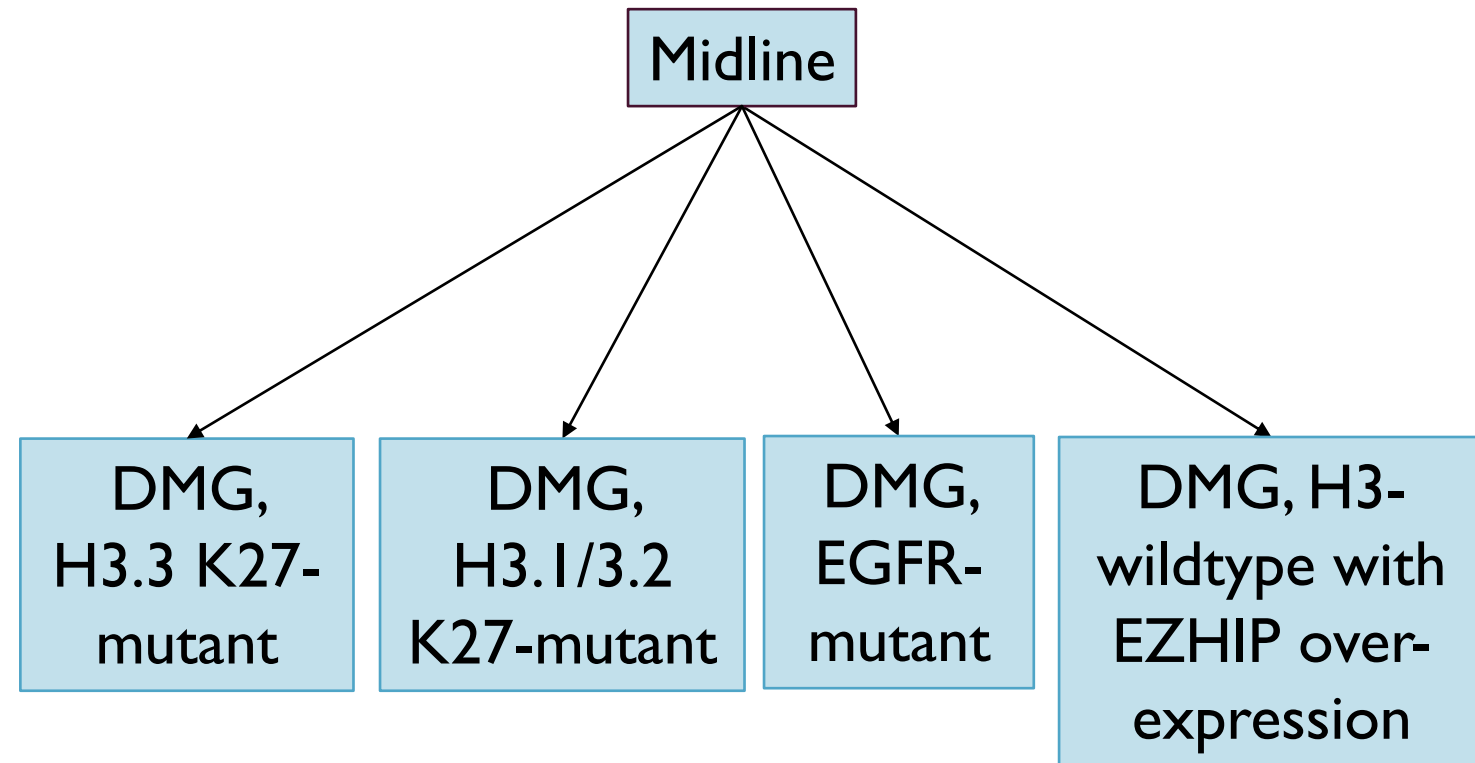 Midline
DMG,
H3.3 K27-
mutant
DMG,
H3.1/3.2
K27-mutant
DMG,
EGFR-
mutant
DMG, H3-
wildtype with
EZHIP over-
expression